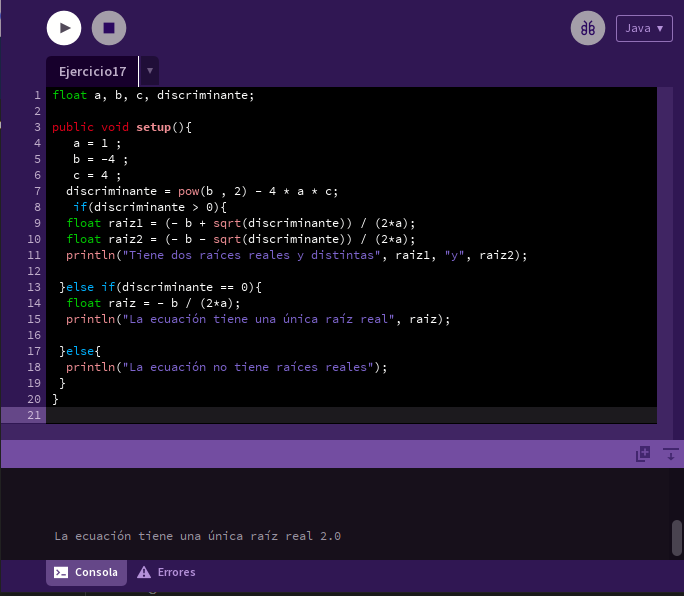 Java ▾
Ejercicio17 ▾
1 float a, b, c, discriminante;
2
3 public void setup(){
4 a = 1 ;
5 b = -4 ;
6 c = 4 ;
7 discriminante = pow(b , 2) - 4 * a * c;
8 if(discriminante > 0){
9 float raiz1 = (- b + sqrt(discriminante)) / (2*a);
10 float raiz2 = (- b - sqrt(discriminante)) / (2*a);
11 println("Tiene dos raíces reales y distintas", raiz1, "y", raiz2);
12
13 }else if(discriminante == 0){
14 float raiz = - b / (2*a);
15 println("La ecuación tiene una única raíz real", raiz);
16
17 }else{
18 println("La ecuación no tiene raíces reales");
19 }
20 }
21
La ecuación tiene una única raíz real 2.0
Consola Errores